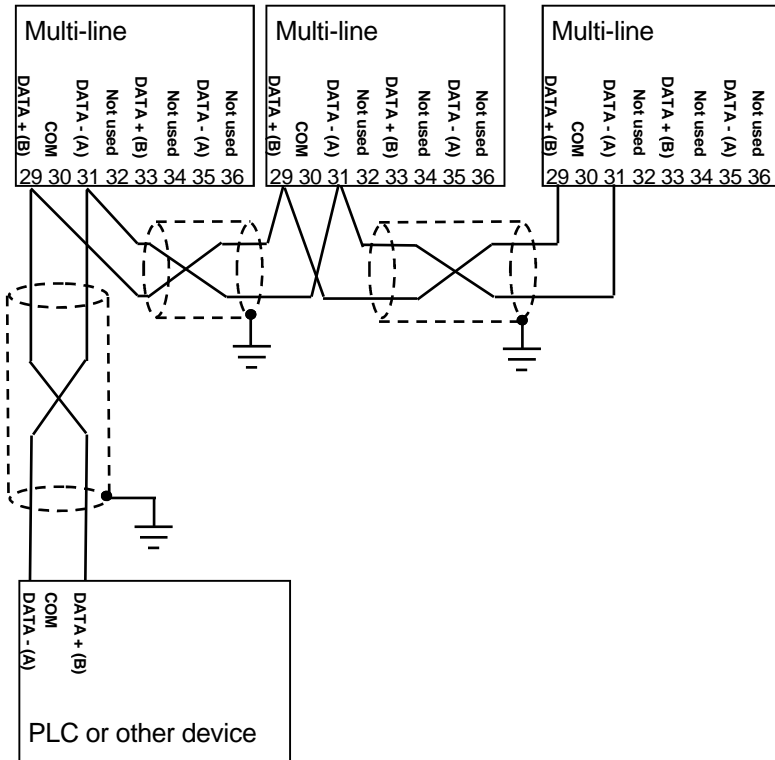 Multi-line
DATA + (B)
COM
DATA - (A)
Not used
DATA + (B)
Not used
DATA - (A)
Not used
29 30 31 32 33 34 35 36
Multi-line
DATA + (B)
COM
DATA - (A)
Not used
DATA + (B)
Not used
DATA - (A)
Not used
29 30 31 32 33 34 35 36
Multi-line
DATA + (B)
COM
DATA - (A)
Not used
DATA + (B)
Not used
DATA - (A)
Not used
29 30 31 32 33 34 35 36
DATA - (A)
COM
DATA + (B)
PLC or other device